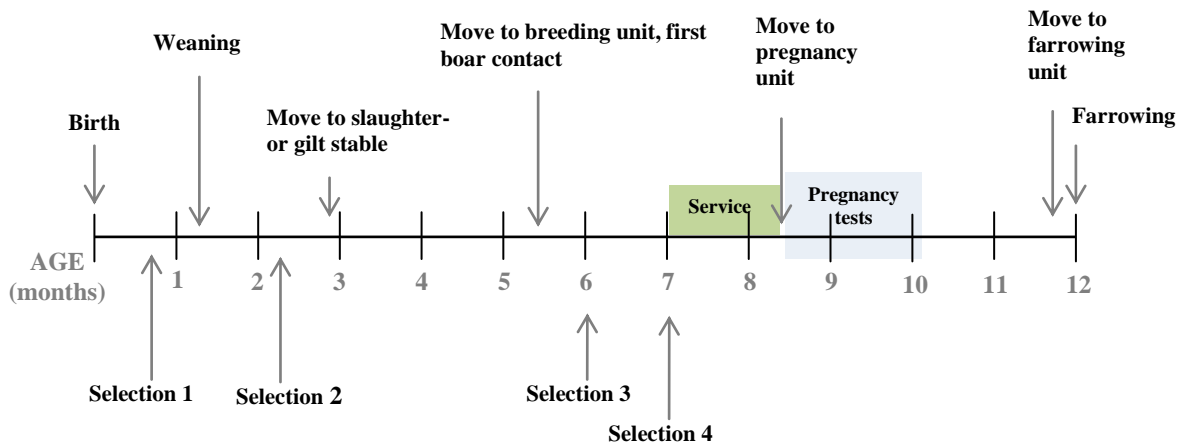 Weaning
Birth
Move to slaughter-
or gilt stable
Move to breeding unit, first
boar contact
Move to
pregnancy
unit
Move to
farrowing
unit
Farrowing
Service
Pregnancy
tests
AGE
(months)
1
2
3
4
5
6
7
8
9
10
11
12
Selection 1
Selection 2
Selection 3
Selection 4